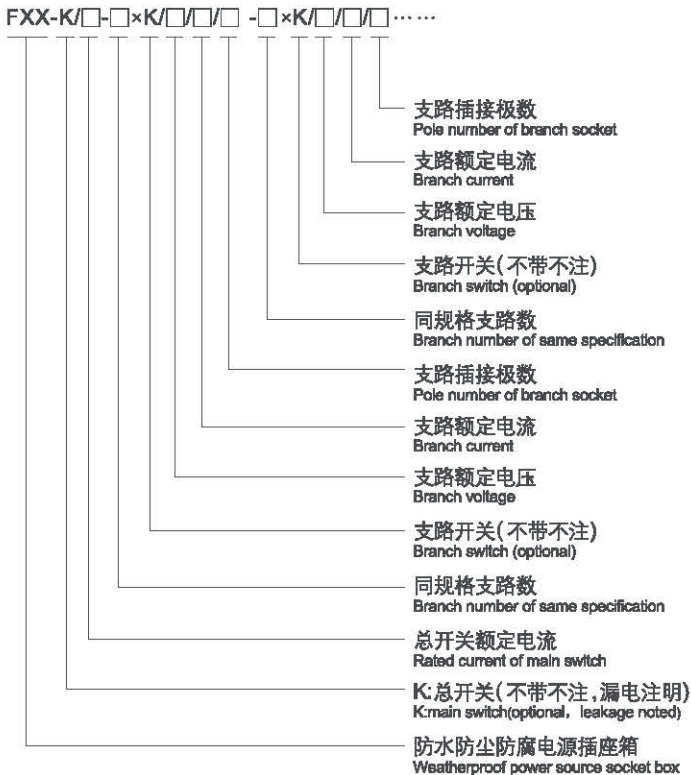 FXX-K/□-□×K/□/□/□ -□×K/□/□/□……
支路插接极数
Pole number of branch socket
支路额定电流
Branch current
支路额定电压
Branch voltage
支路开关(不带不注)
Branch switch (optional)
同规格支路数
Branch number of same specification
支路插接极数
Pole number of branch socket
支路额定电流
Branch current
支路额定电压
Branch voltage
支路开关(不带不注)
Branch switch (optional)
同规格支路数
Branch number of same specification
总开关额定电流
Rated current of main switch
K:总开关(不带不注,漏电注明)
K:main switch(optional, leakage noted)
防水防尘防腐电源插座箱
Weatherproof power source socket box